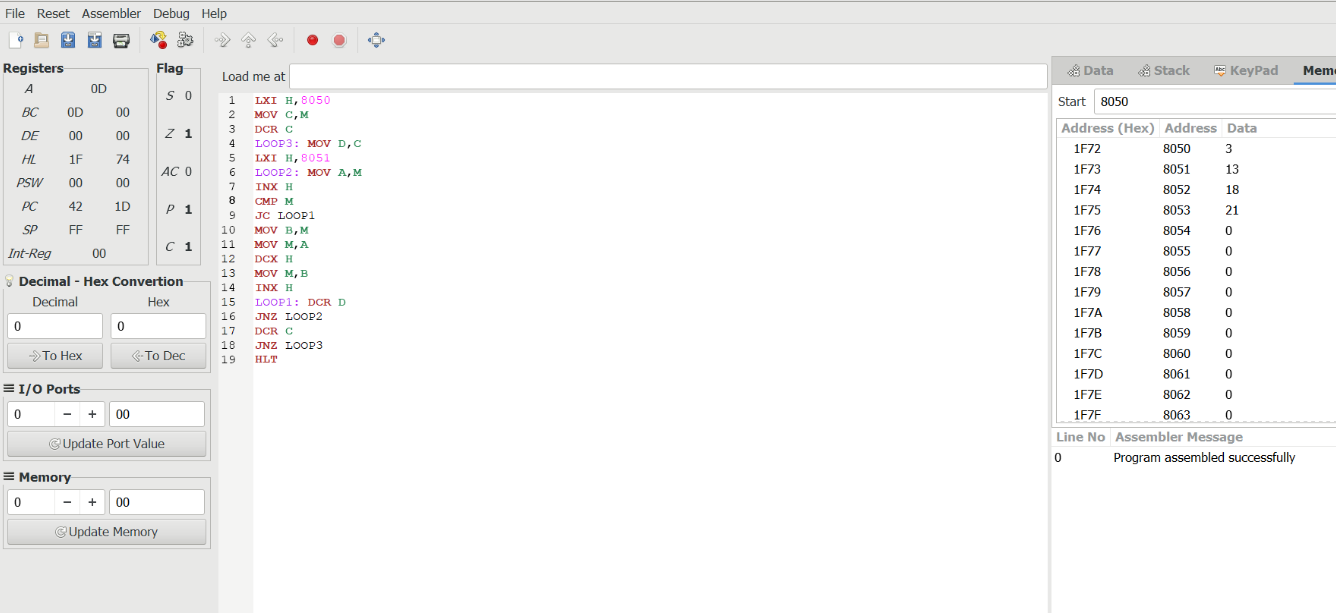 File Reset Assembler Debug Help
Registers
A 0D
BC 0D 00
DE 00 00
HL 1F 74
PSW 00 00
PC 42 1D
SP FF FF
Int-Reg 00
Flag
S 0
Z 1
AC 0
P 1
C 1
Decimal - Hex Convertion
Decimal Hex
0 0
To Hex To Dec
I/O Ports
0 − + 00
Update Port Value
Memory
0 − + 00
Update Memory
Load me at
1 LXI H,8050
2 MOV C,M
3 DCR C
4 LOOP3: MOV D,C
5 LXI H,8051
6 LOOP2: MOV A,M
7 INX H
8 CMP M
9 JC LOOP1
10 MOV B,M
11 MOV M,A
12 DCX H
13 MOV M,B
14 INX H
15 LOOP1: DCR D
16 JNZ LOOP2
17 DCR C
18 JNZ LOOP3
19 HLT
Data Stack KeyPad Mem
Start 8050
Address (Hex) Address Data
1F72 8050 3
1F73 8051 13
1F74 8052 18
1F75 8053 21
1F76 8054 0
1F77 8055 0
1F78 8056 0
1F79 8057 0
1F7A 8058 0
1F7B 8059 0
1F7C 8060 0
1F7D 8061 0
1F7E 8062 0
1F7F 8063 0
Line No Assembler Message
0 Program assembled successfully